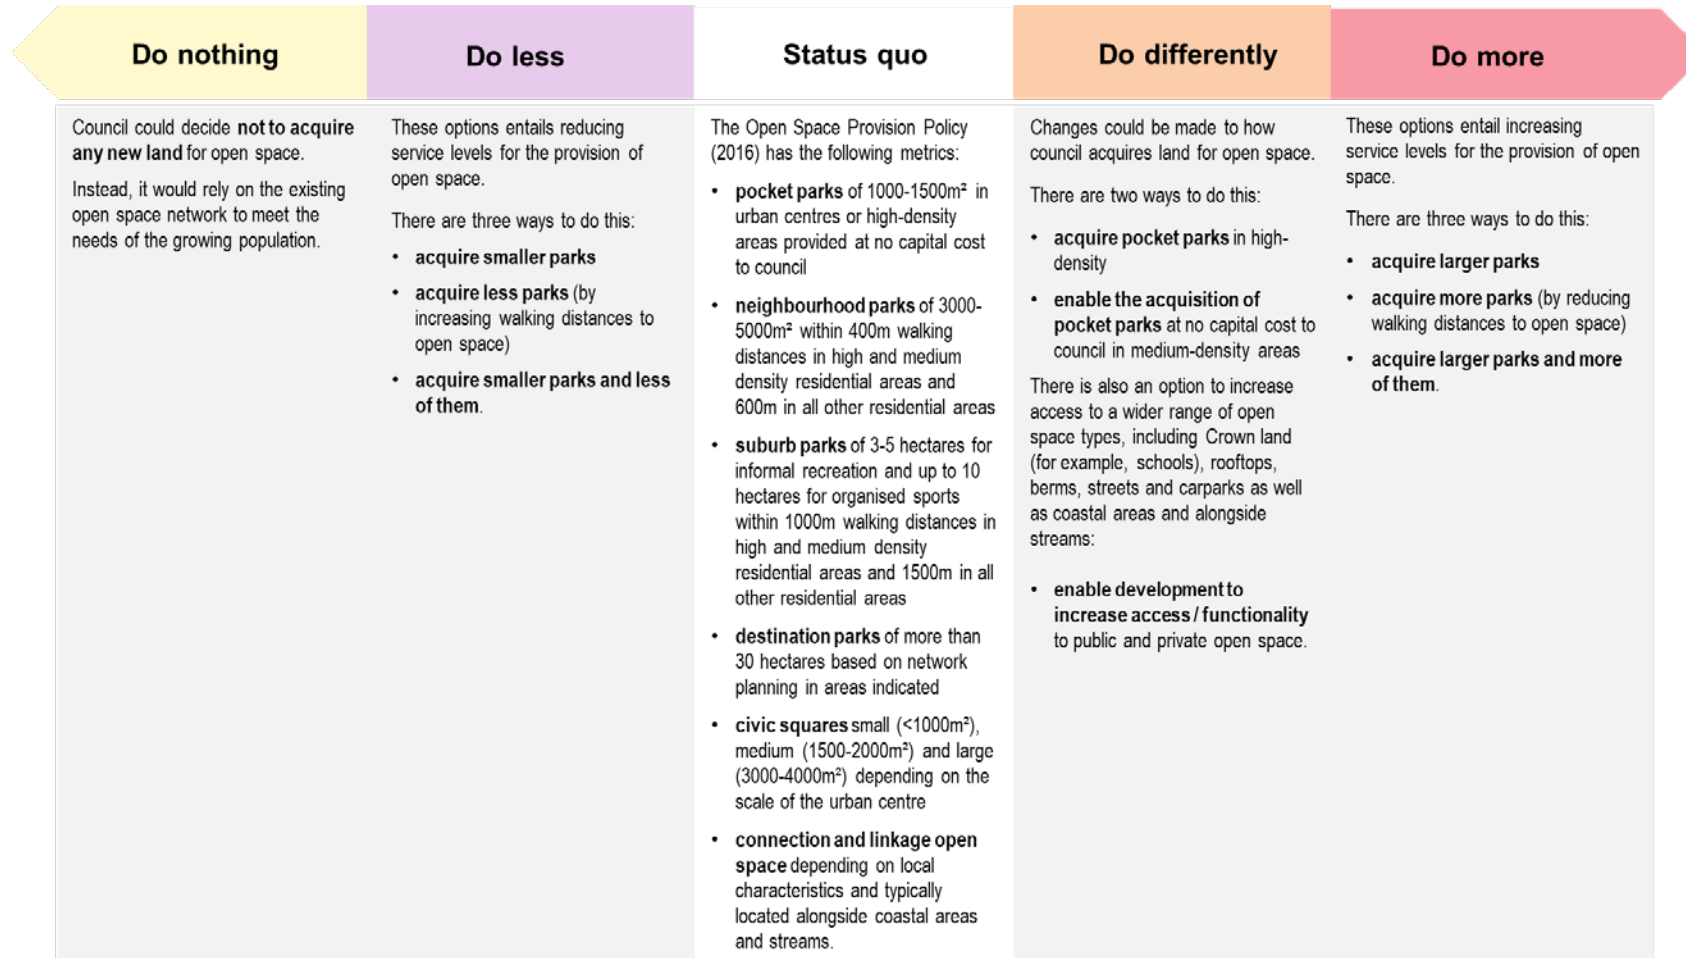 Do nothing
Do less
Status quo
Do differently
Do more
Council could decide not to acquire
any new land for open space.
Instead, it would rely on the existing
open space network to meet the
needs of the growing population.
These options entails reducing
service levels for the provision of
open space.
There are three ways to do this:
• acquire smaller parks
• acquire less parks (by
increasing walking distances to
open space)
• acquire smaller parks and less
of them.
The Open Space Provision Policy
(2016) has the following metrics:
• pocket parks of 1000-1500m² in
urban centres or high-density
areas provided at no capital cost
to council
• neighbourhood parks of 3000-
5000m² within 400m walking
distances in high and medium
density residential areas and
600m in all other residential areas
• suburb parks of 3-5 hectares for
informal recreation and up to 10
hectares for organised sports
within 1000m walking distances in
high and medium density
residential areas and 1500m in all
other residential areas
• destination parks of more than
30 hectares based on network
planning in areas indicated
• civic squares small (<1000m²),
medium (1500-2000m²) and large
(3000-4000m²) depending on the
scale of the urban centre
• connection and linkage open
space depending on local
characteristics and typically
located alongside coastal areas
and streams.
Changes could be made to how
council acquires land for open space.
There are two ways to do this:
• acquire pocket parks in high-
density
• enable the acquisition of
pocket parks at no capital cost to
council in medium-density areas
There is also an option to increase
access to a wider range of open
space types, including Crown land
(for example, schools), rooftops,
berms, streets and carparks as well
as coastal areas and alongside
streams:
• enable development to
increase access / functionality
to public and private open space.
These options entail increasing
service levels for the provision of open
space.
There are three ways to do this:
• acquire larger parks
• acquire more parks (by reducing
walking distances to open space)
• acquire larger parks and more
of them.